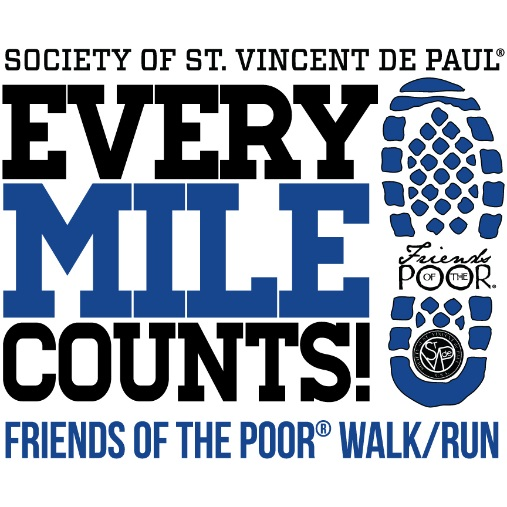 SOCIETY OF ST. VINCENT DE PAUL®
EVERY
MILE
COUNTS!
Friends
OF THE
POOR®
FRIENDS OF THE POOR® WALK/RUN